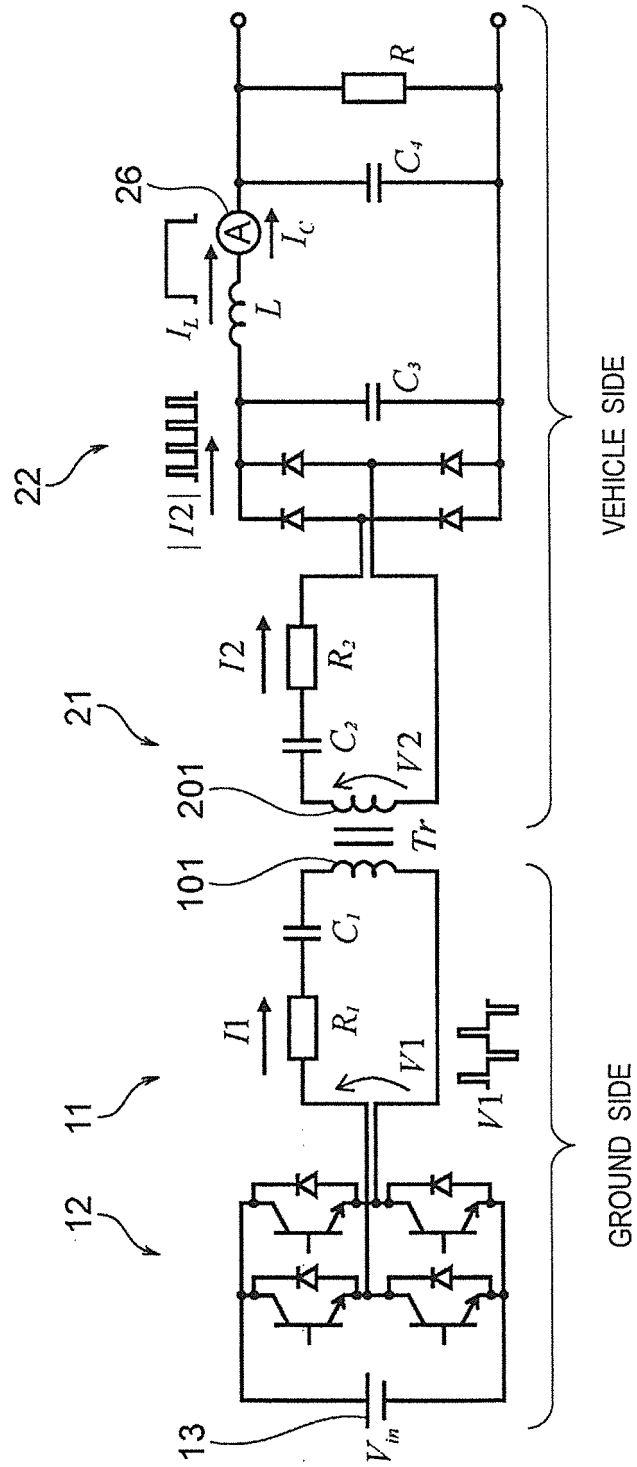 12
11
21
22
13
V_in
I1
R_1
C_1
V1
V1
101
Tr
201
V2
C_2
I2
R_2
|I2|
C_3
I_L
L
26
A
I_C
C_4
R
GROUND SIDE
VEHICLE SIDE